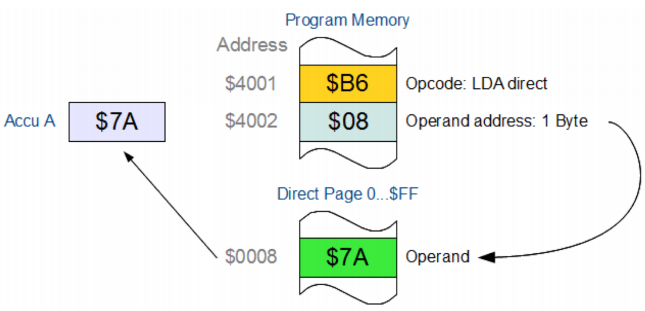 Program Memory
Address
$4001 $B6 Opcode: LDA direct
Accu A $7A $4002 $08 Operand address: 1 Byte
Direct Page 0...$FF
$0008 $7A Operand